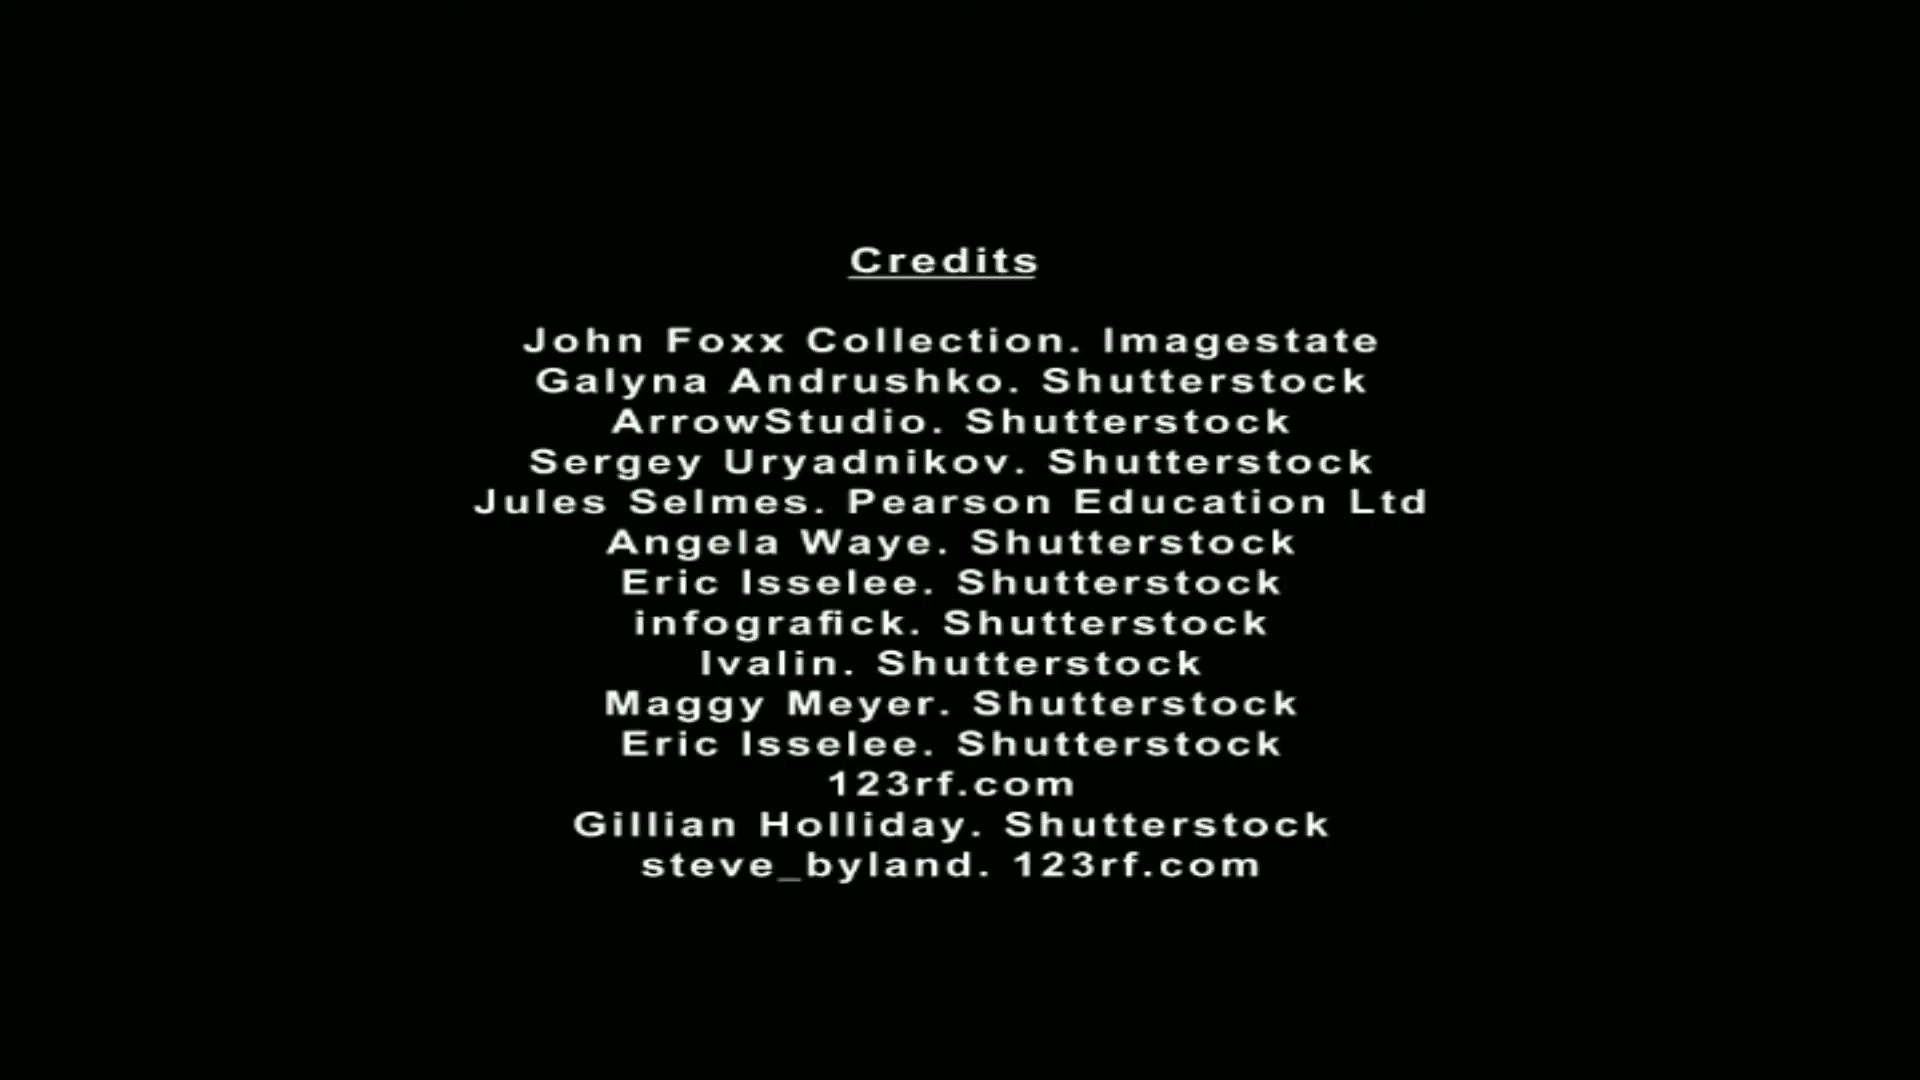 Credits
John Foxx Collection. Imagestate
Galyna Andrushko. Shutterstock
ArrowStudio. Shutterstock
Sergey Uryadnikov. Shutterstock
Jules Selmes. Pearson Education Ltd
Angela Waye. Shutterstock
Eric Isselee. Shutterstock
infografick. Shutterstock
Ivalin. Shutterstock
Maggy Meyer. Shutterstock
Eric Isselee. Shutterstock
123rf.com
Gillian Holliday. Shutterstock
steve_byland. 123rf.com